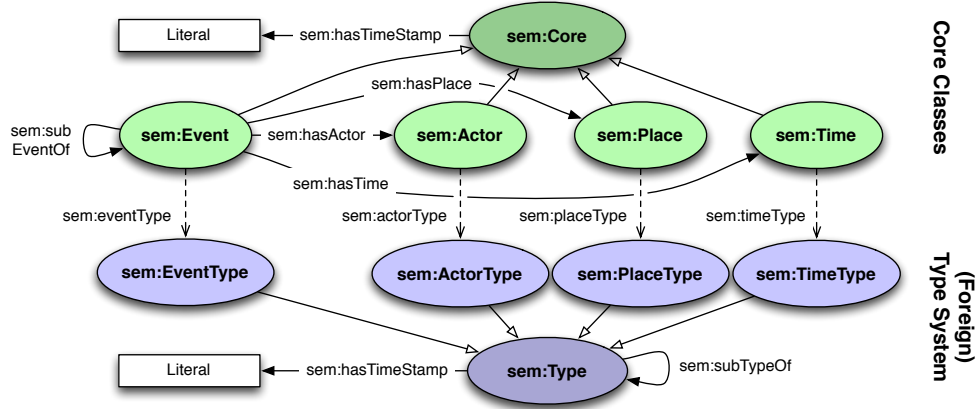 Literal
sem:hasTimeStamp
sem:Core
Core Classes
sem:hasPlace
sem:sub
EventOf
sem:Event
sem:hasActor
sem:Actor
sem:Place
sem:Time
sem:hasTime
sem:eventType
sem:actorType
sem:placeType
sem:timeType
sem:EventType
sem:ActorType
sem:PlaceType
sem:TimeType
(Foreign)
Type System
Literal
sem:hasTimeStamp
sem:Type
sem:subTypeOf